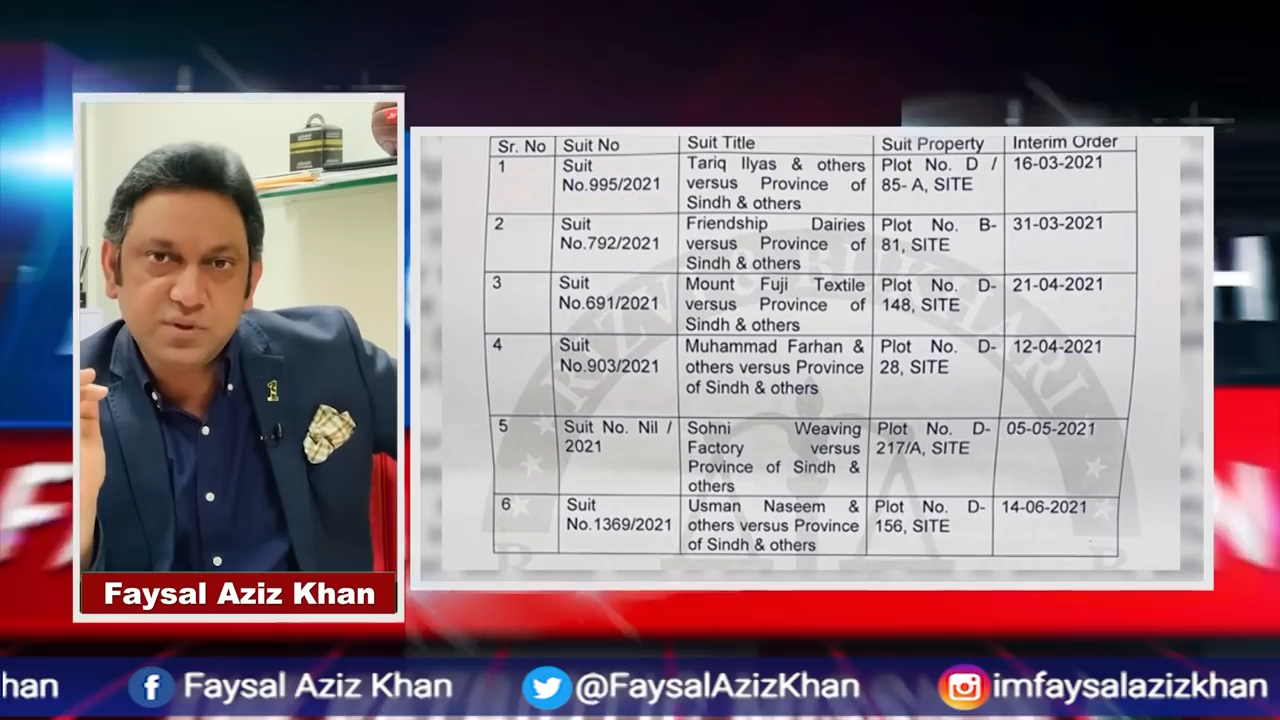 Sr. No Suit No Suit Title Suit Property Interim Order
1 Suit Tariq Ilyas & others Plot No. D / 16-03-2021
No.995/2021 versus Province of 85- A, SITE
Sindh & others
2 Suit Friendship Dairies Plot No. B- 31-03-2021
No.792/2021 versus Province of 81, SITE
Sindh & others
3 Suit Mount Fuji Textile Plot No. D- 21-04-2021
No.691/2021 versus Province of 148, SITE
Sindh & others
4 Suit Muhammad Farhan & Plot No. D- 12-04-2021
No.903/2021 others versus Province 28, SITE
of Sindh & others
5 Suit No. Nil / Sohni Weaving Plot No. D- 05-05-2021
2021 Factory versus 217/A, SITE
Province of Sindh &
others
6 Suit Usman Naseem & Plot No. D- 14-06-2021
No.1369/2021 others versus Province 156, SITE
of Sindh & others
Faysal Aziz Khan
han Faysal Aziz Khan @FaysalAzizKhan imfaysalazizkhan